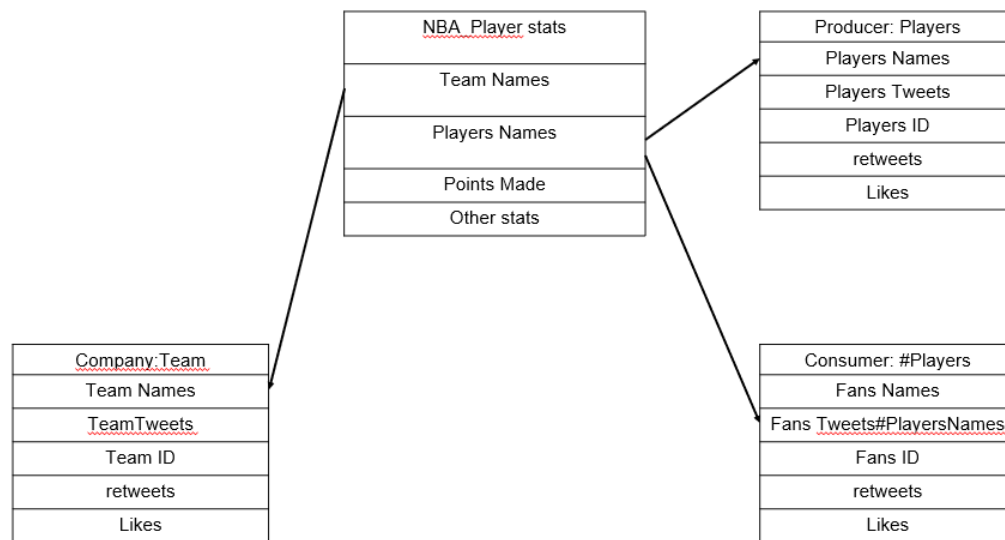 NBA_Player stats
Team Names
Players Names
Points Made
Other stats
Producer: Players
Players Names
Players Tweets
Players ID
retweets
Likes
Company:Team
Team Names
TeamTweets
Team ID
retweets
Likes
Consumer: #Players
Fans Names
Fans Tweets#PlayersNames
Fans ID
retweets
Likes